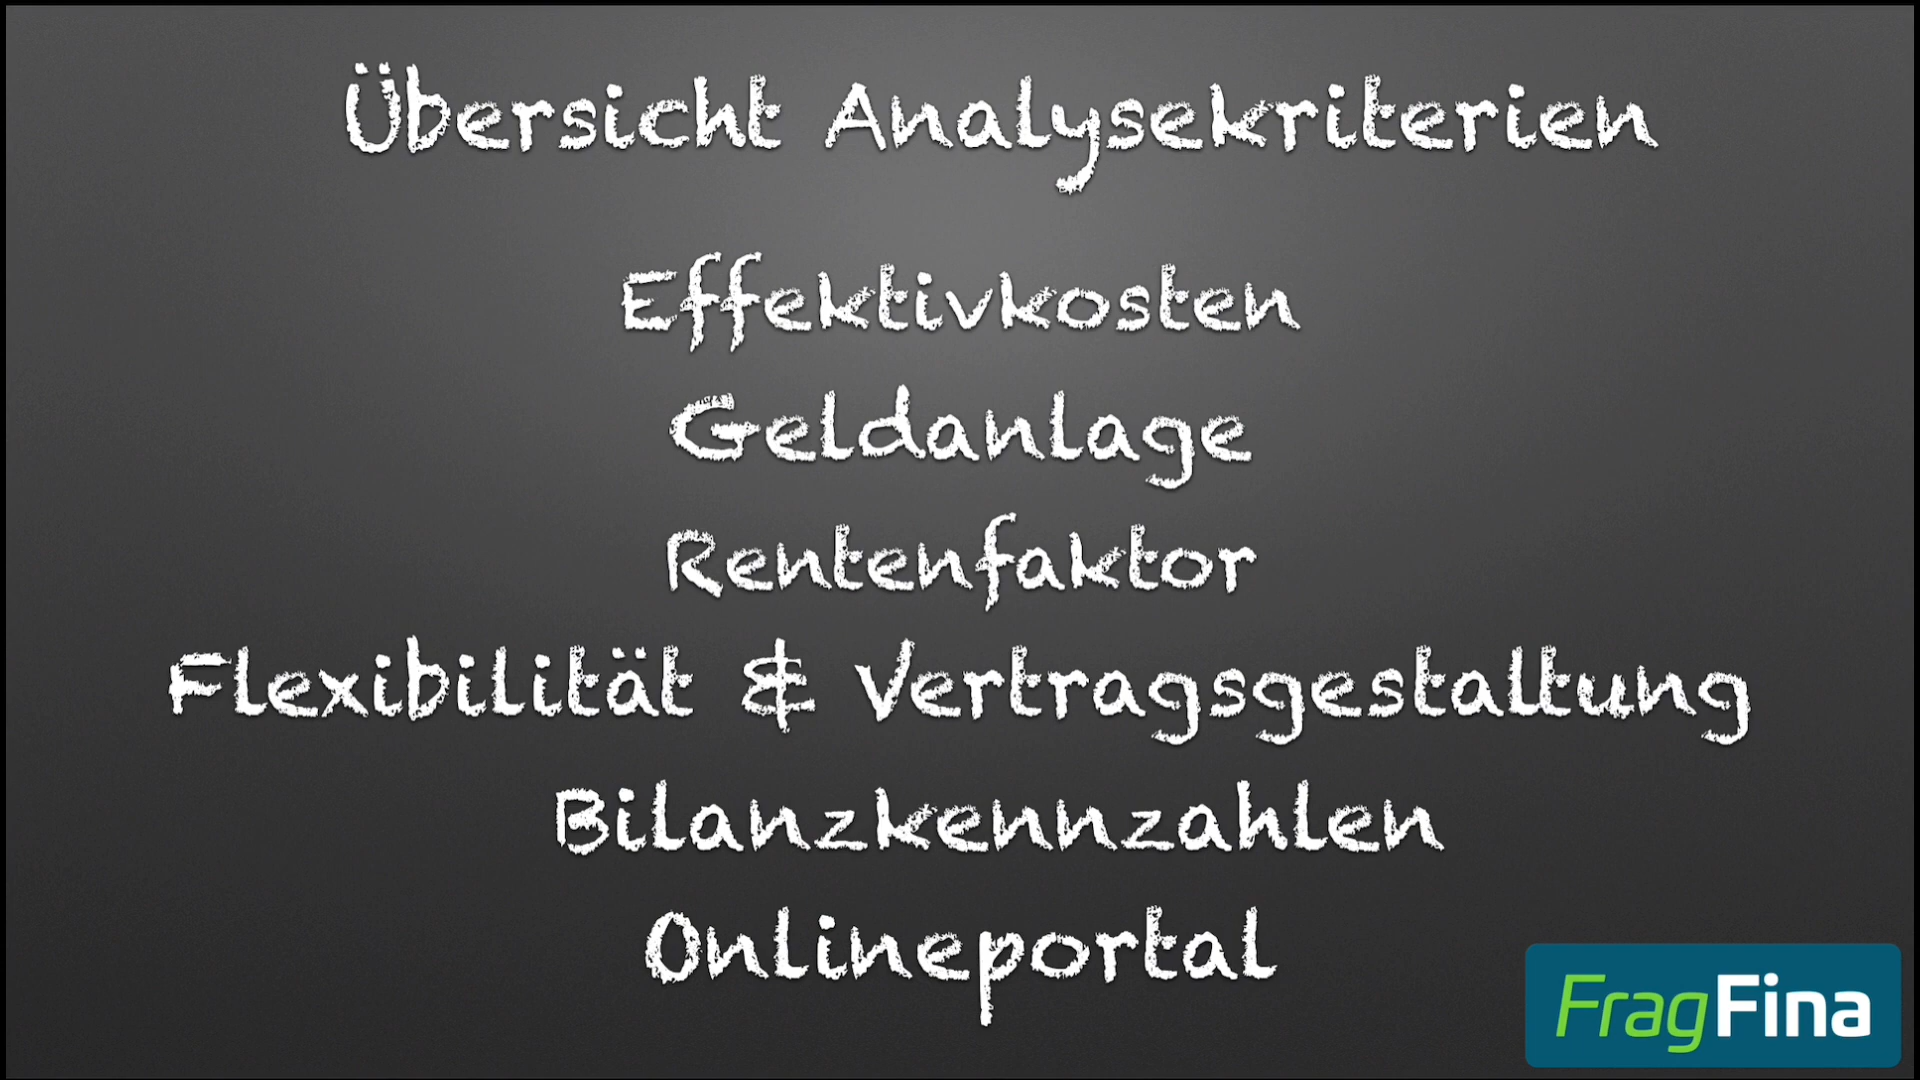 Übersicht Analysekriterien
Effektivkosten
Geldanlage
Rentenfaktor
Flexibilität & Vertragsgestaltung
Bilanzkennzahlen
Onlineportal
FragFina